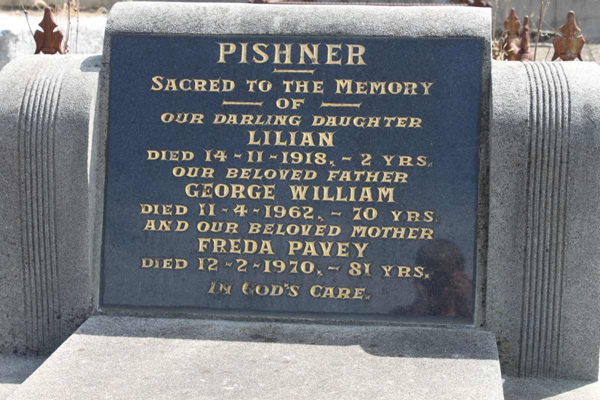 PISHNER
SACRED TO THE MEMORY
OF
OUR DARLING DAUGHTER
LILIAN
DIED 14-11-1918, - 2 YRS.
OUR BELOVED FATHER
GEORGE WILLIAM
DIED 11-4-1962, - 70 YRS.
AND OUR BELOVED MOTHER
FREDA PAVEY
DIED 12-2-1970, - 81 YRS.
IN GOD'S CARE.